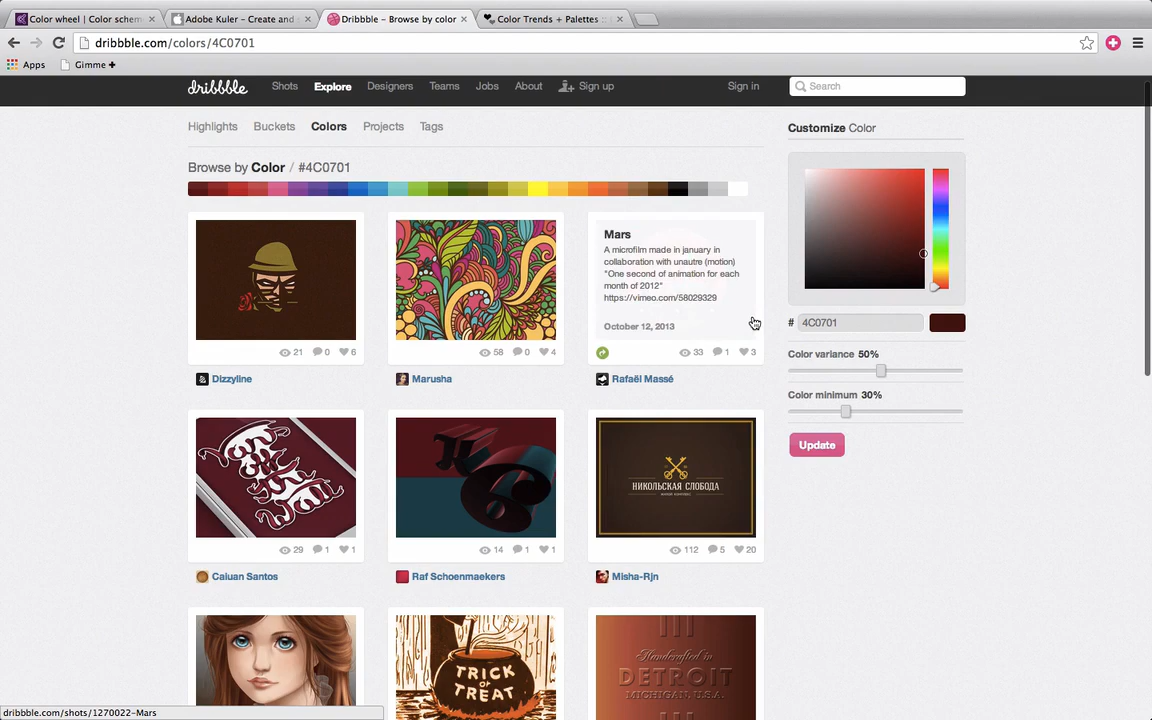 Color wheel | Color schem
Adobe Kuler - Create and
Dribbble - Browse by color
Color Trends + Palettes ::
dribbble.com/colors/4C0701
Apps
Gimme +
dribbble
Shots
Explore
Designers
Teams
Jobs
About
Sign up
Sign in
Search
Highlights
Buckets
Colors
Projects
Tags
Customize Color
Browse by Color / #4C0701
Mars
A microfilm made in january in
collaboration with unautre (motion)
"One second of animation for each
month of 2012"
https://vimeo.com/58029329
October 12, 2013
21 0 6
58 0 4
33 1 3
Dizzyline
Marusha
Rafaël Massé
# 4C0701
Color variance 50%
Color minimum 30%
Update
НИКОЛЬСКАЯ СЛОБОДА
29 1 1
14 1 1
112 5 20
Caiuan Santos
Raf Schoenmaekers
Misha-Rjn
TRICK
OR
TREAT
Handcrafted in
DETROIT
MICHIGAN, U.S.A.
dribbble.com/shots/1270022-Mars